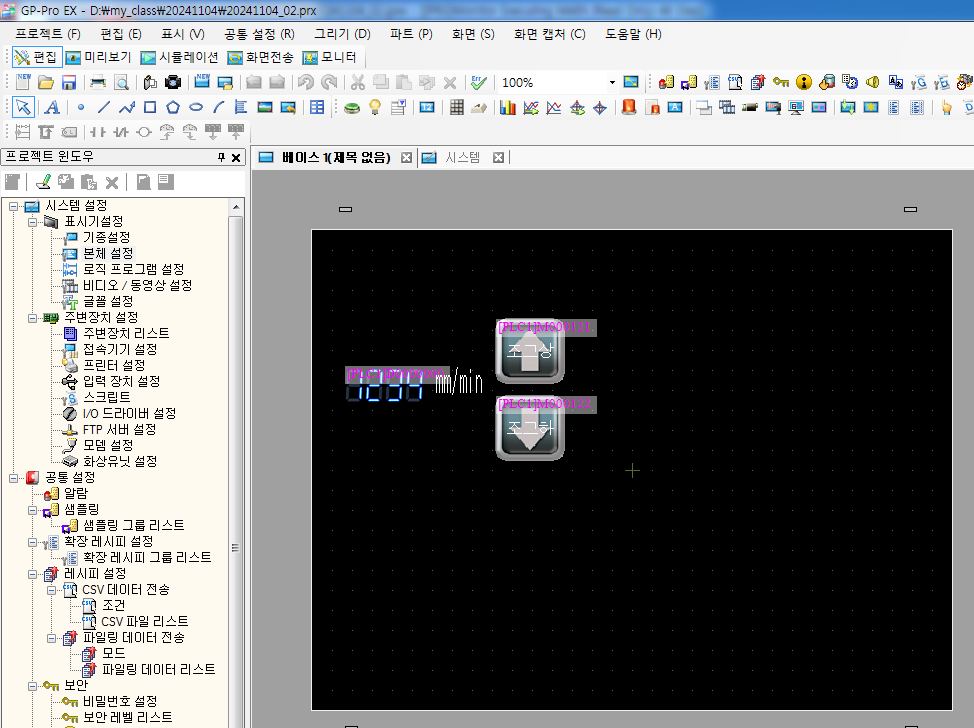 GP-Pro EX - D:₩my_class₩20241104₩20241104_02.prx
프로젝트 (F) 편집 (E) 표시 (V) 공통 설정 (R) 그리기 (D) 파트 (P) 화면 (S) 화면 캡처 (C) 도움말 (H)
편집 미리보기 시뮬레이션 화면전송 모니터
100%
프로젝트 윈도우
베이스 1(제목 없음) 시스템
시스템 설정
표시기설정
기종설정
본체 설정
로직 프로그램 설정
비디오 / 동영상 설정
글꼴 설정
주변장치 설정
주변장치 리스트
접속기기 설정
프린터 설정
입력 장치 설정
스크립트
I/O 드라이버 설정
FTP 서버 설정
모뎀 설정
화상유닛 설정
공통 설정
알람
샘플링
샘플링 그룹 리스트
확장 레시피 설정
확장 레시피 그룹 리스트
레시피 설정
CSV 데이터 전송
조건
CSV 파일 리스트
파일링 데이터 전송
모드
파일링 데이터 리스트
보안
비밀번호 설정
보안 레벨 리스트
조그상
mm/min
조그하